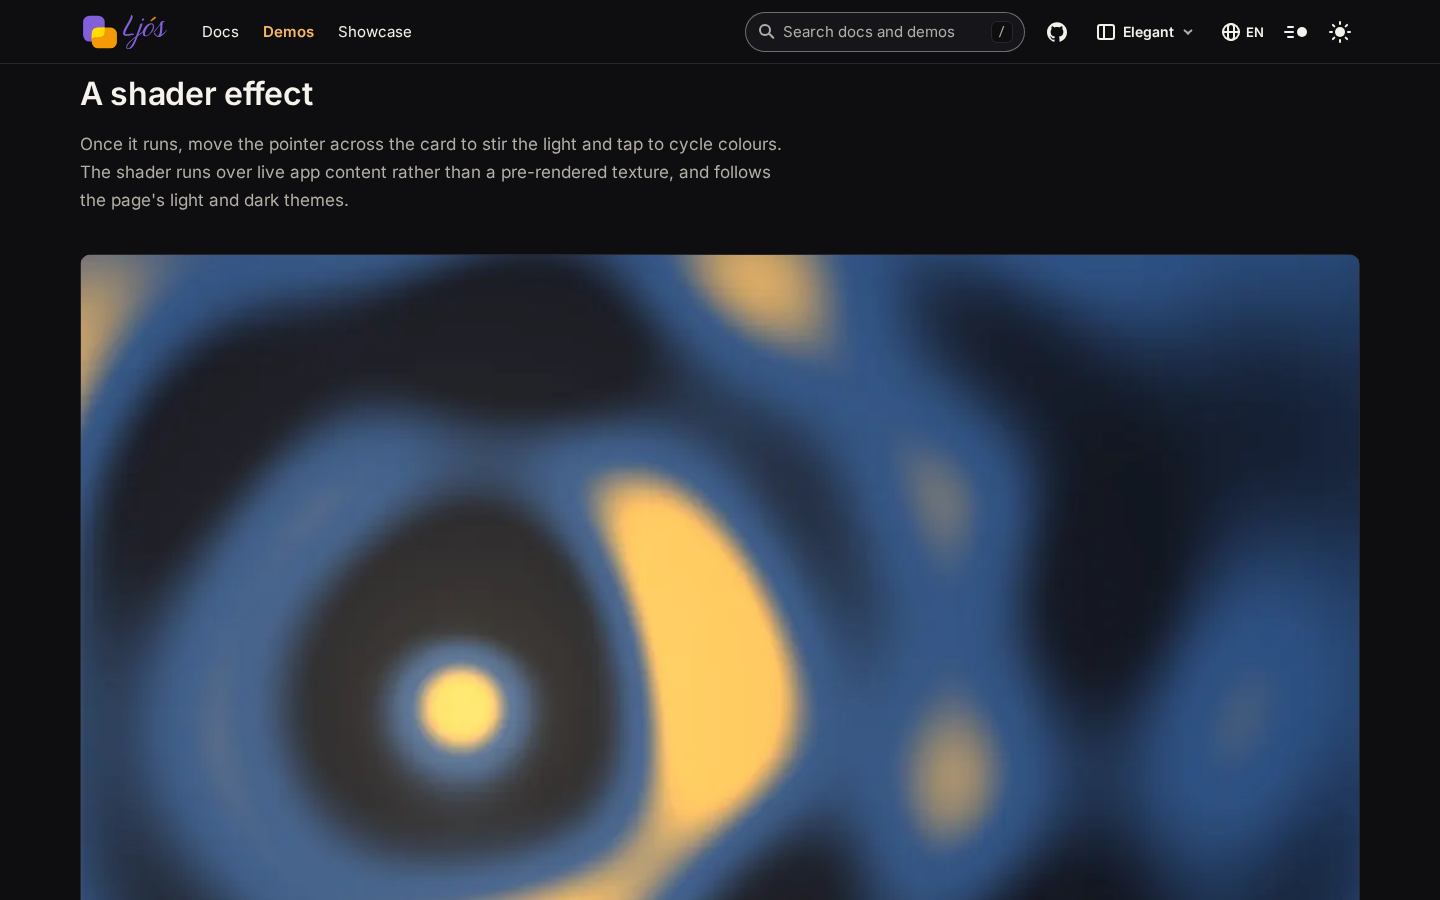 Ljós
Docs
Demos
Showcase
Search docs and demos
/
Elegant
EN
A shader effect
Once it runs, move the pointer across the card to stir the light and tap to cycle colours.
The shader runs over live app content rather than a pre-rendered texture, and follows
the page's light and dark themes.